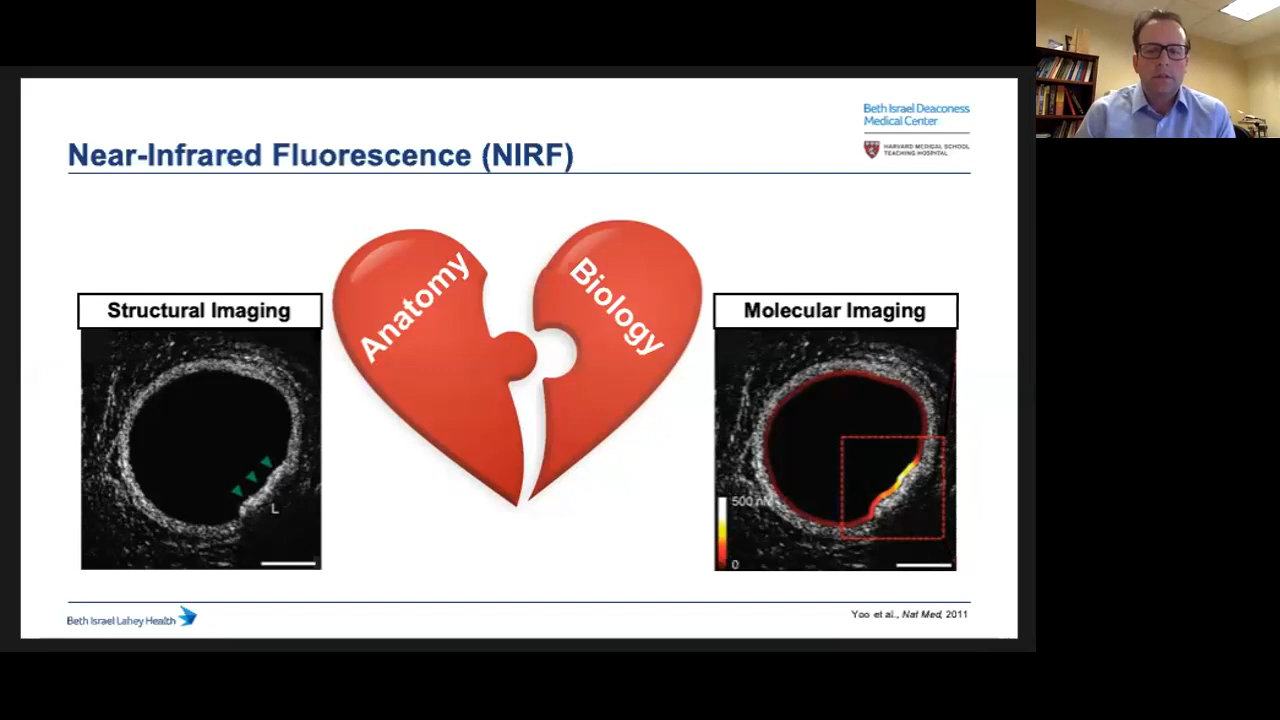 Beth Israel Deaconess
Medical Center
HARVARD MEDICAL SCHOOL
TEACHING HOSPITAL
Near-Infrared Fluorescence (NIRF)
Anatomy
Biology
Structural Imaging
Molecular Imaging
L
500 nM
0
Beth Israel Lahey Health
Yoo et al., Nat Med, 2011